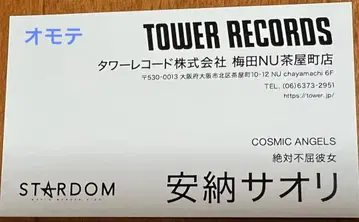 オモテ
TOWER RECORDS
タワーレコード株式会社 梅田NU茶屋町店
〒530-0013 大阪府大阪市北区茶屋町10-12 NU chayamachi 6F
TEL. (06)6373-2951
https://tower.jp/
COSMIC ANGELS
絶対不屈彼女
STARDOM
安納サオリ